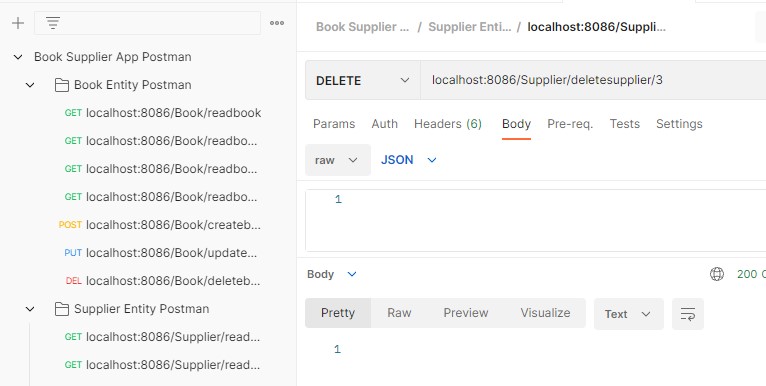 Book Supplier App Postman
Book Entity Postman
GET localhost:8086/Book/readbook
GET localhost:8086/Book/readbo...
GET localhost:8086/Book/readbo...
GET localhost:8086/Book/readbo...
POST localhost:8086/Book/createb...
PUT localhost:8086/Book/update...
DEL localhost:8086/Book/deleteb...
Supplier Entity Postman
GET localhost:8086/Supplier/read...
GET localhost:8086/Supplier/read...
Book Supplier ... / Supplier Enti... / localhost:8086/Suppli...
DELETE localhost:8086/Supplier/deletesupplier/3
Params Auth Headers (6) Body Pre-req. Tests Settings
raw JSON
1
Body 200 O
Pretty Raw Preview Visualize Text
1